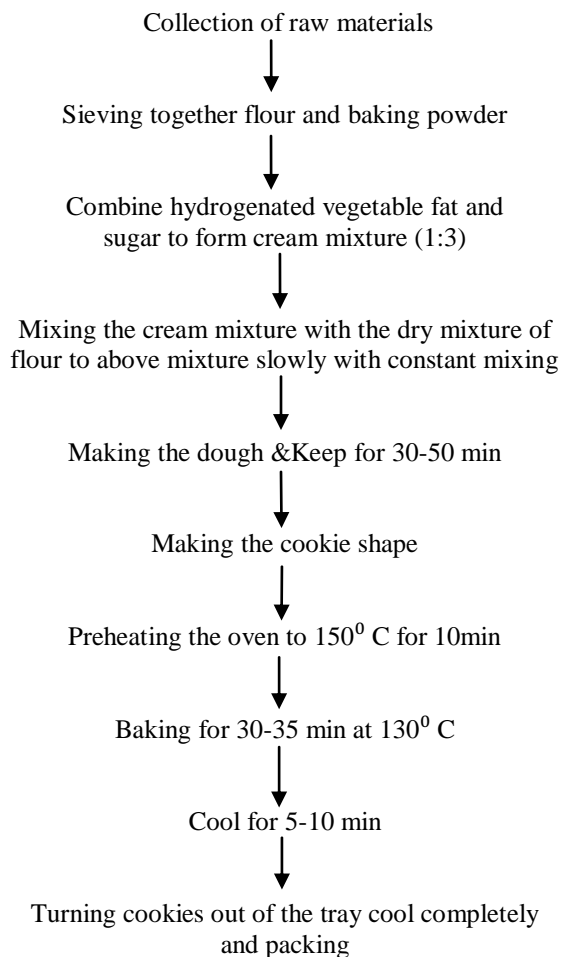 Collection of raw materials
Sieving together flour and baking powder
Combine hydrogenated vegetable fat and
sugar to form cream mixture (1:3)
Mixing the cream mixture with the dry mixture of
flour to above mixture slowly with constant mixing
Making the dough &Keep for 30-50 min
Making the cookie shape
Preheating the oven to 150⁰ C for 10min
Baking for 30-35 min at 130⁰ C
Cool for 5-10 min
Turning cookies out of the tray cool completely
and packing